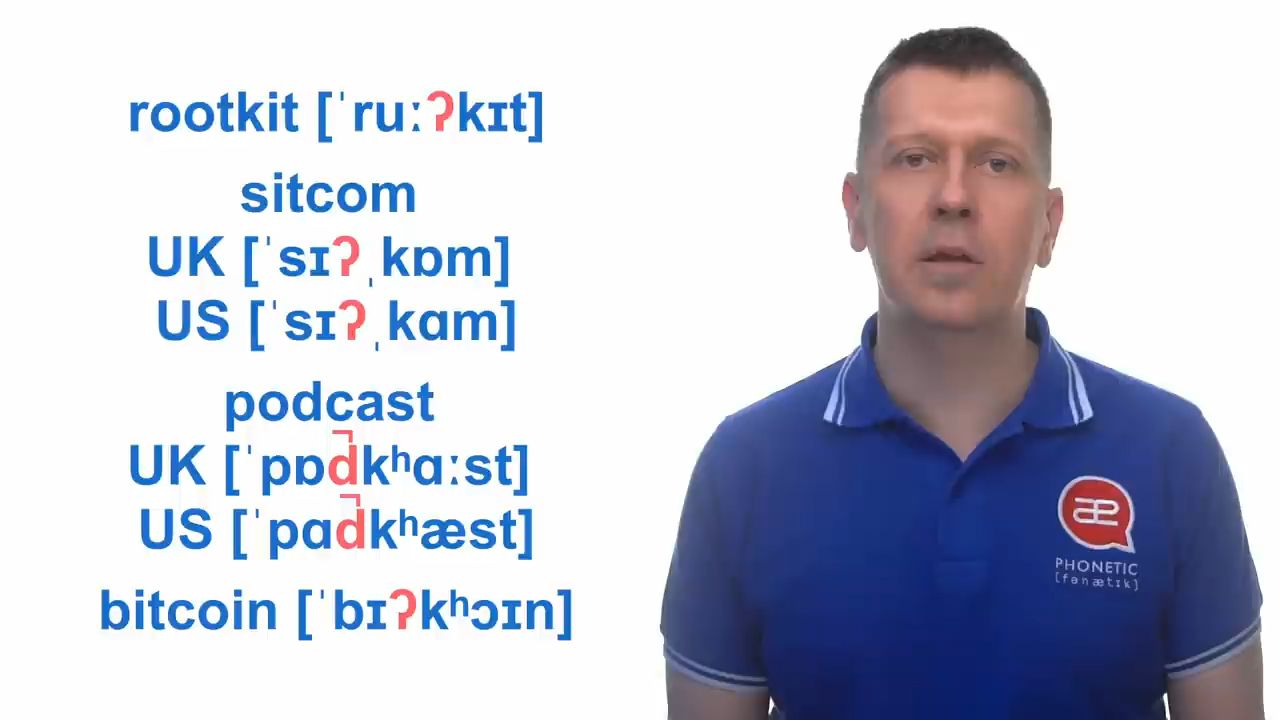 rootkit [ˈruːʔkɪt]
sitcom
UK [ˈsɪʔˌkɒm]
US [ˈsɪʔˌkɑm]
podcast
UK [ˈpɒd̚kʰɑːst]
US [ˈpɑd̚kʰæst]
bitcoin [ˈbɪʔkʰɔɪn]
æ
PHONETIC
[fənætɪk]